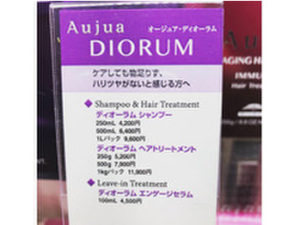 Aujua オージュア・ディオーラム
DIORUM
ケアしても物足りず、
ハリツヤがないと感じる方へ
◆ Shampoo & Hair Treatment
ディオーラム シャンプー
250mL 4,200円
500mL 6,400円
1Lパック 9,600円
ディオーラム ヘアトリートメント
250g 5,200円
500g 7,900円
1kgパック 11,900円
◆ Leave-in Treatment
ディオーラム エンゲージセラム
100mL 4,500円
AGING HA
IMMU